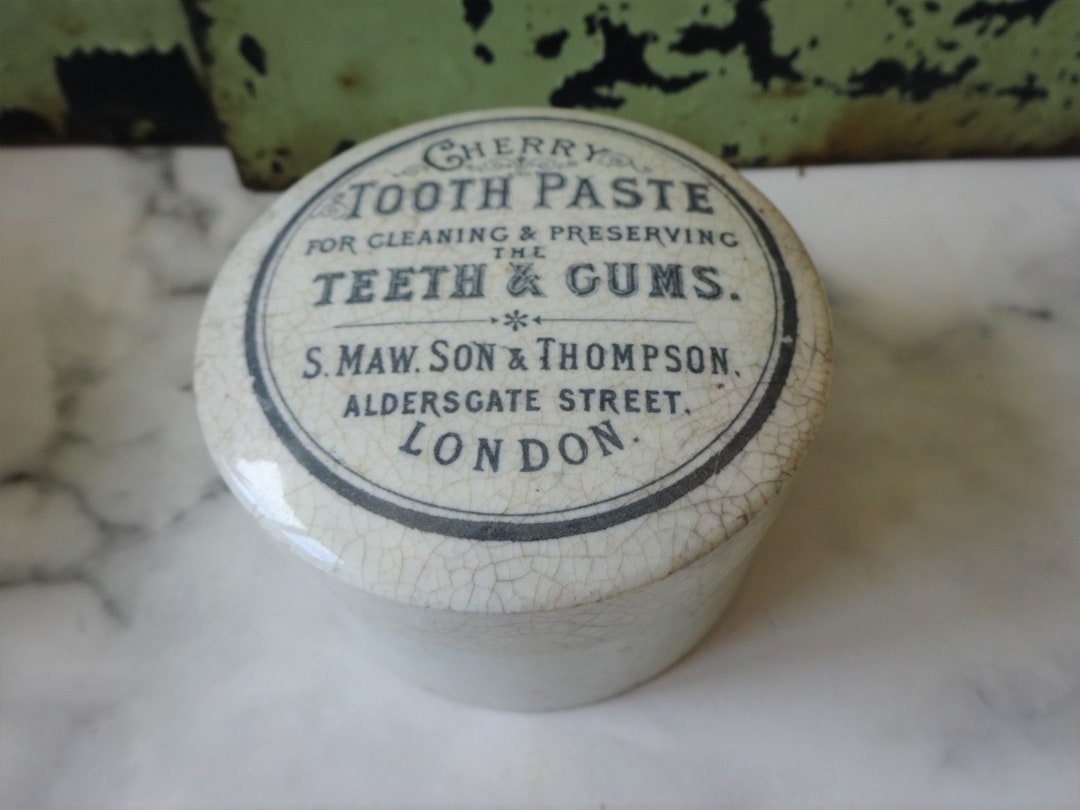 CHERRY
TOOTH PASTE
FOR CLEANING & PRESERVING
THE
TEETH & GUMS.
S. MAW. SON & THOMPSON.
ALDERSGATE STREET.
LONDON.